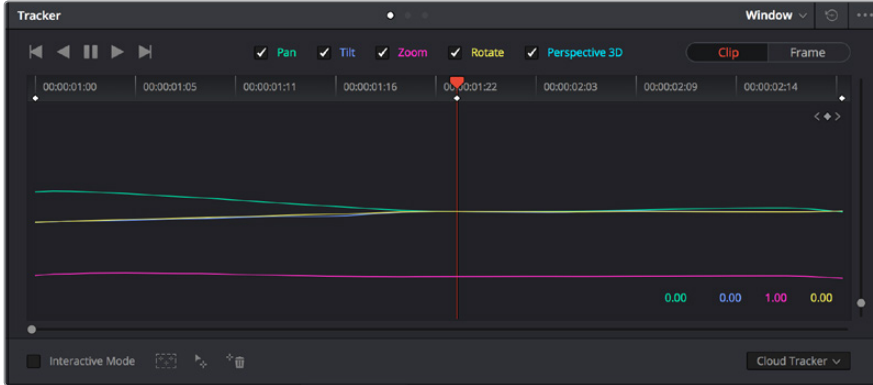 Tracker Window
Pan Tilt Zoom Rotate Perspective 3D Clip Frame
00:00:01:00 00:00:01:05 00:00:01:11 00:00:01:16 00:00:01:22 00:00:02:03 00:00:02:09 00:00:02:14
0.00 0.00 1.00 0.00
Interactive Mode Cloud Tracker